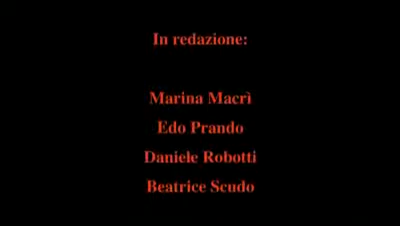 In redazione:
Marina Macrì
Edo Prando
Daniele Robotti
Beatrice Scudo